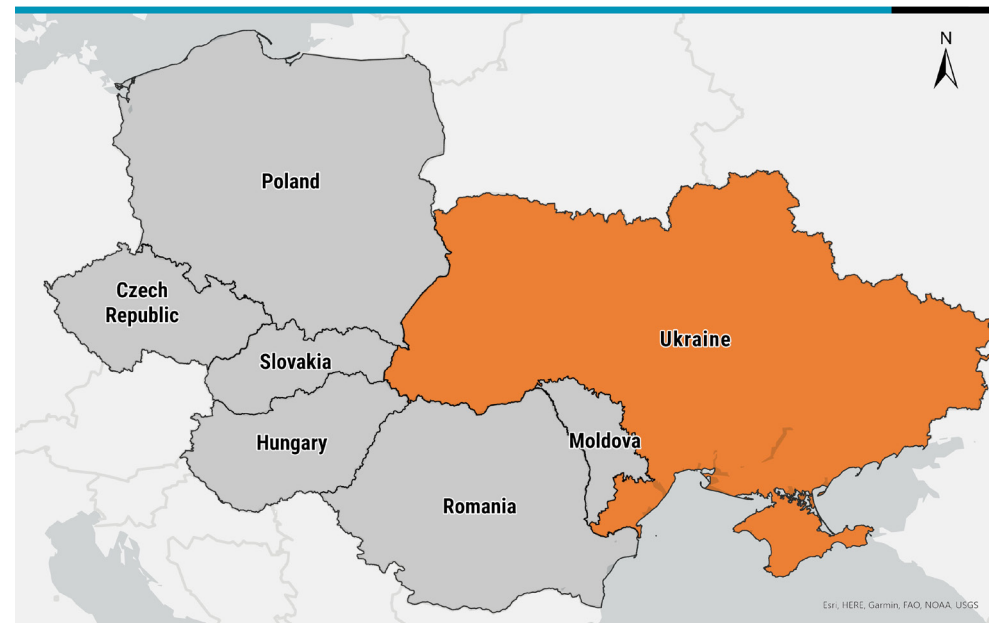 N
Poland
Czech
Republic
Ukraine
Slovakia
Hungary
Moldova
Romania
Esri, HERE, Garmin, FAO, NOAA, USGS